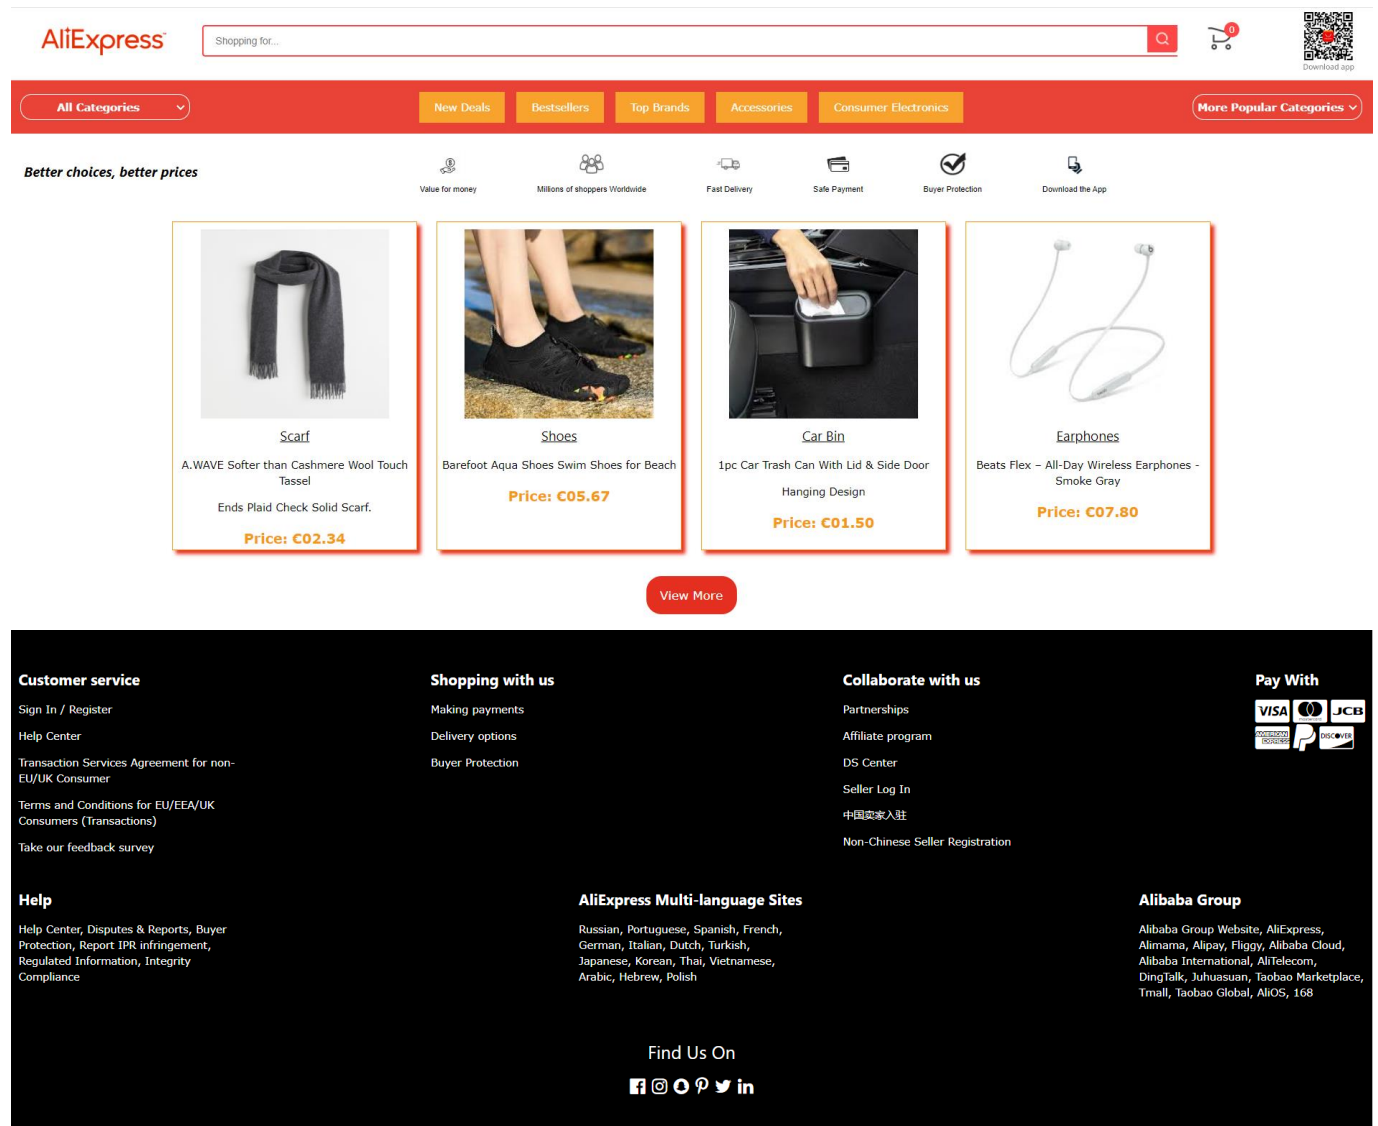 AliExpress
Shopping for...
0
Download app
All Categories
New Deals
Bestsellers
Top Brands
Accessories
Consumer Electronics
More Popular Categories
Better choices, better prices
Value for money
Millions of shoppers Worldwide
Fast Delivery
Safe Payment
Buyer Protection
Download the App
Scarf
A.WAVE Softer than Cashmere Wool Touch
Tassel
Ends Plaid Check Solid Scarf.
Price: €02.34
Shoes
Barefoot Aqua Shoes Swim Shoes for Beach
Price: €05.67
Car Bin
1pc Car Trash Can With Lid & Side Door
Hanging Design
Price: €01.50
Earphones
Beats Flex – All-Day Wireless Earphones -
Smoke Gray
Price: €07.80
View More
Customer service
Sign In / Register
Help Center
Transaction Services Agreement for non-
EU/UK Consumer
Terms and Conditions for EU/EEA/UK
Consumers (Transactions)
Take our feedback survey
Shopping with us
Making payments
Delivery options
Buyer Protection
Collaborate with us
Partnerships
Affiliate program
DS Center
Seller Log In
中国卖家入驻
Non-Chinese Seller Registration
Pay With
VISA
JCB
AMERICAN
EXPRESS
DISCOVER
Help
Help Center, Disputes & Reports, Buyer
Protection, Report IPR infringement,
Regulated Information, Integrity
Compliance
AliExpress Multi-language Sites
Russian, Portuguese, Spanish, French,
German, Italian, Dutch, Turkish,
Japanese, Korean, Thai, Vietnamese,
Arabic, Hebrew, Polish
Alibaba Group
Alibaba Group Website, AliExpress,
Alimama, Alipay, Fliggy, Alibaba Cloud,
Alibaba International, AliTelecom,
DingTalk, Juhuasuan, Taobao Marketplace,
Tmall, Taobao Global, AliOS, 168
Find Us On